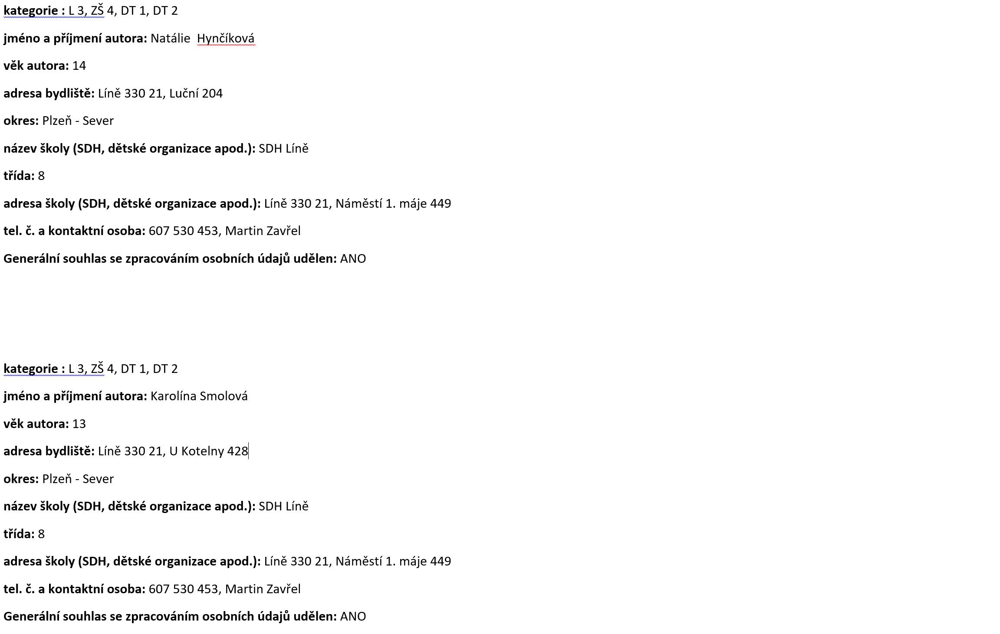 kategorie : L 3, ZŠ 4, DT 1, DT 2
jméno a příjmení autora: Natálie  Hynčíková
věk autora: 14
adresa bydliště: Líně 330 21, Luční 204
okres: Plzeň - Sever
název školy (SDH, dětské organizace apod.): SDH Líně
třída: 8
adresa školy (SDH, dětské organizace apod.): Líně 330 21, Náměstí 1. máje 449
tel. č. a kontaktní osoba: 607 530 453, Martin Zavřel
Generální souhlas se zpracováním osobních údajů udělen: ANO
kategorie : L 3, ZŠ 4, DT 1, DT 2
jméno a příjmení autora: Karolína Smolová
věk autora: 13
adresa bydliště: Líně 330 21, U Kotelny 428
okres: Plzeň - Sever
název školy (SDH, dětské organizace apod.): SDH Líně
třída: 8
adresa školy (SDH, dětské organizace apod.): Líně 330 21, Náměstí 1. máje 449
tel. č. a kontaktní osoba: 607 530 453, Martin Zavřel
Generální souhlas se zpracováním osobních údajů udělen: ANO